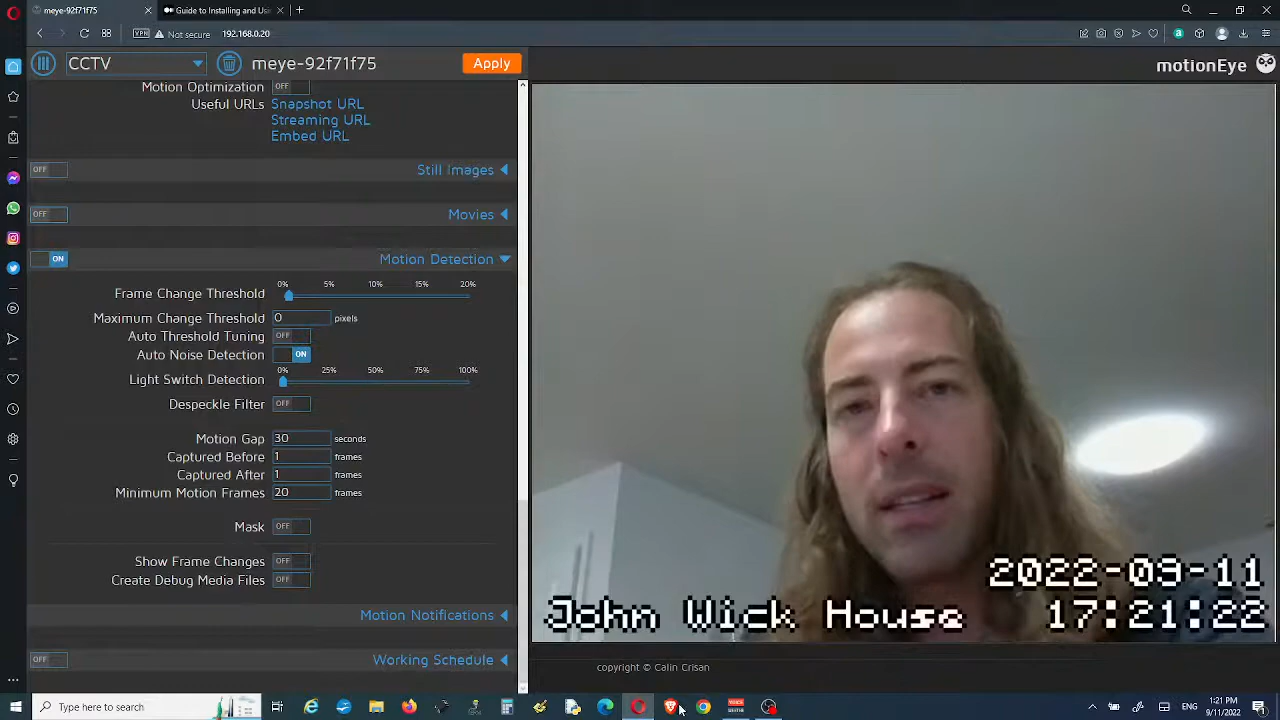 meye-92f71f75
Guide to Installing and Usi
VPN Not secure 192.168.0.20
CCTV meye-92f71f75 Apply
motionEye
Motion Optimization OFF
Useful URLs Snapshot URL
Streaming URL
Embed URL
OFF Still Images
OFF Movies
ON Motion Detection
0% 5% 10% 15% 20%
Frame Change Threshold
Maximum Change Threshold 0 pixels
Auto Threshold Tuning OFF
Auto Noise Detection ON
0% 25% 50% 75% 100%
Light Switch Detection
Despeckle Filter OFF
Motion Gap 30 seconds
Captured Before 1 frames
Captured After 1 frames
Minimum Motion Frames 20 frames
Mask OFF
Show Frame Changes OFF
Create Debug Media Files OFF
Motion Notifications
OFF Working Schedule
2022-09-11
John Wick House 17:21:22
copyright © Calin Crisan
Type here to search
1:21 PM
9/11/2022